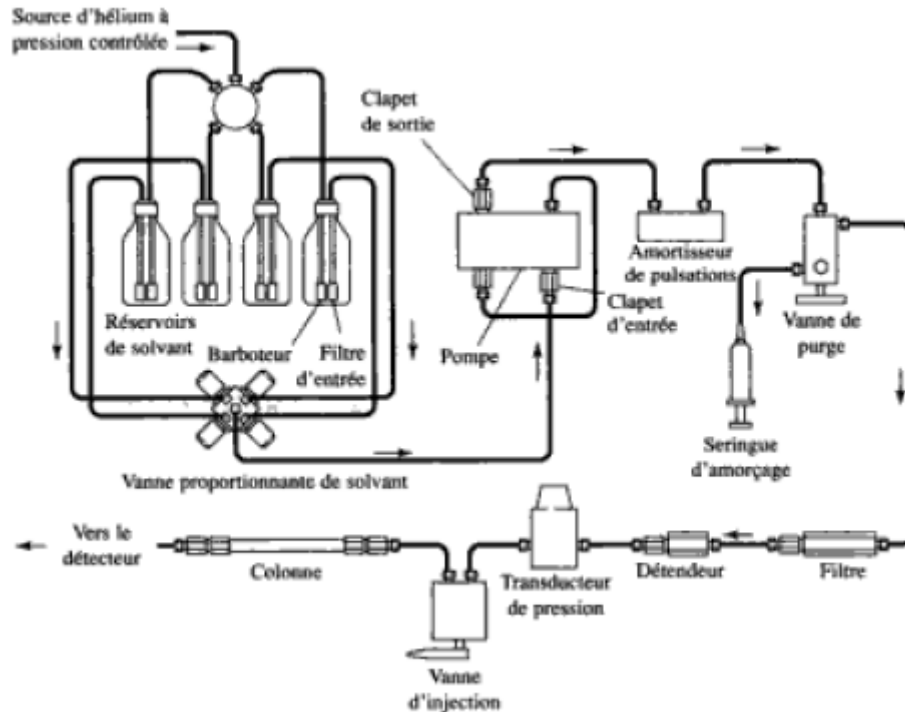 Source d'hélium à
pression contrôlée
Clapet
de sortie
Réservoirs
de solvant
Barboteur
Filtre
d'entrée
Pompe
Clapet
d'entrée
Amortisseur
de pulsations
Vanne de
purge
Seringue
d'amorçage
Vanne proportionnante de solvant
Vers le
détecteur
Colonne
Vanne
d'injection
Transducteur
de pression
Détendeur
Filtre